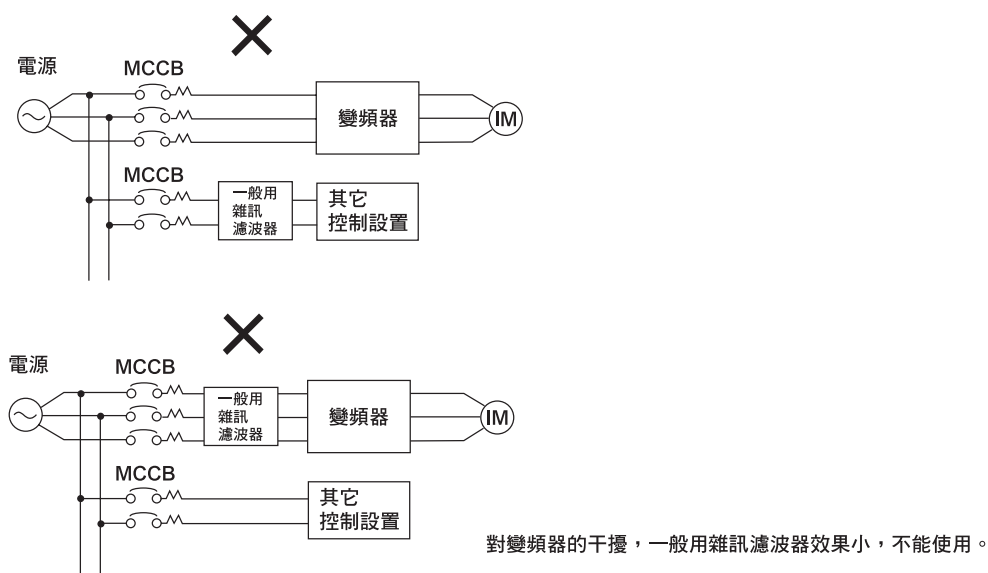 電源
MCCB
變頻器
IM
MCCB
一般用
雜訊
濾波器
其它
控制設置
電源
MCCB
一般用
雜訊
濾波器
變頻器
IM
MCCB
其它
控制設置
對變頻器的干擾，一般用雜訊濾波器效果小，不能使用。